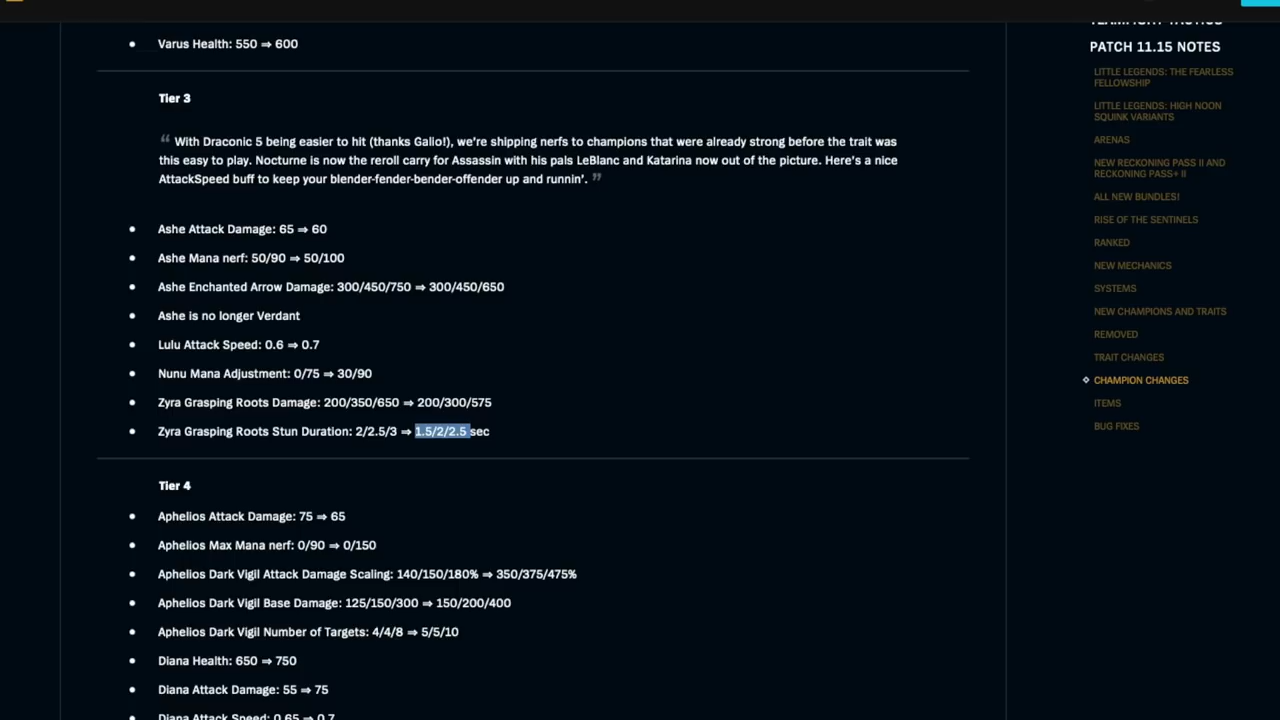 Varus Health: 550 ⇒ 600
Tier 3
“ With Draconic 5 being easier to hit (thanks Galio!), we’re shipping nerfs to champions that were already strong before the trait was
this easy to play. Nocturne is now the reroll carry for Assassin with his pals LeBlanc and Katarina now out of the picture. Here’s a nice
AttackSpeed buff to keep your blender-fender-bender-offender up and runnin’. ”
Ashe Attack Damage: 65 ⇒ 60
Ashe Mana nerf: 50/90 ⇒ 50/100
Ashe Enchanted Arrow Damage: 300/450/750 ⇒ 300/450/650
Ashe is no longer Verdant
Lulu Attack Speed: 0.6 ⇒ 0.7
Nunu Mana Adjustment: 0/75 ⇒ 30/90
Zyra Grasping Roots Damage: 200/350/650 ⇒ 200/300/575
Zyra Grasping Roots Stun Duration: 2/2.5/3 ⇒ 1.5/2/2.5 sec
Tier 4
Aphelios Attack Damage: 75 ⇒ 65
Aphelios Max Mana nerf: 0/90 ⇒ 0/150
Aphelios Dark Vigil Attack Damage Scaling: 140/150/180% ⇒ 350/375/475%
Aphelios Dark Vigil Base Damage: 125/150/300 ⇒ 150/200/400
Aphelios Dark Vigil Number of Targets: 4/4/8 ⇒ 5/5/10
Diana Health: 650 ⇒ 750
Diana Attack Damage: 55 ⇒ 75
Diana Attack Speed: 0.65 ⇒ 0.7
TEAMFIGHT TACTICS
PATCH 11.15 NOTES
LITTLE LEGENDS: THE FEARLESS
FELLOWSHIP
LITTLE LEGENDS: HIGH NOON
SQUINK VARIANTS
ARENAS
NEW RECKONING PASS II AND
RECKONING PASS+ II
ALL NEW BUNDLES!
RISE OF THE SENTINELS
RANKED
NEW MECHANICS
SYSTEMS
NEW CHAMPIONS AND TRAITS
REMOVED
TRAIT CHANGES
CHAMPION CHANGES
ITEMS
BUG FIXES